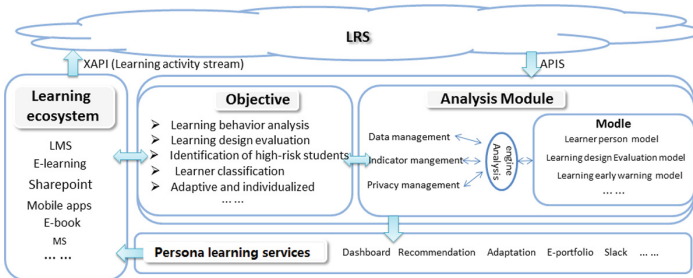 LRS
XAPI (Learning activity stream)
APIS
Learning
ecosystem
LMS
E-learning
Sharepoint
Mobile apps
E-book
MS
... ...
Objective
➤ Learning behavior analysis
➤ Learning design evaluation
➤ Identification of high-risk students
➤ Learner classification
➤ Adaptive and individualized
... ...
Analysis Module
Data management
Indicator mangement
Privacy management
engine
Analysis
Modle
Learner person model
Learning design Evaluation model
Learning early warning model
... ...
Persona learning services
Dashboard Recommendation Adaptation E-portfolio Slack ... ...